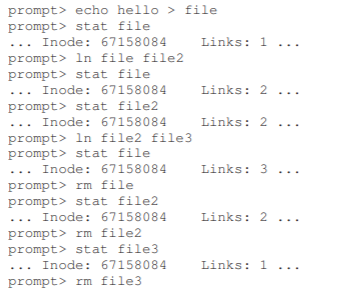 prompt> echo hello > file
prompt> stat file
... Inode: 67158084    Links: 1 ...
prompt> ln file file2
prompt> stat file
... Inode: 67158084    Links: 2 ...
prompt> stat file2
... Inode: 67158084    Links: 2 ...
prompt> ln file2 file3
prompt> stat file
... Inode: 67158084    Links: 3 ...
prompt> rm file
prompt> stat file2
... Inode: 67158084    Links: 2 ...
prompt> rm file2
prompt> stat file3
... Inode: 67158084    Links: 1 ...
prompt> rm file3